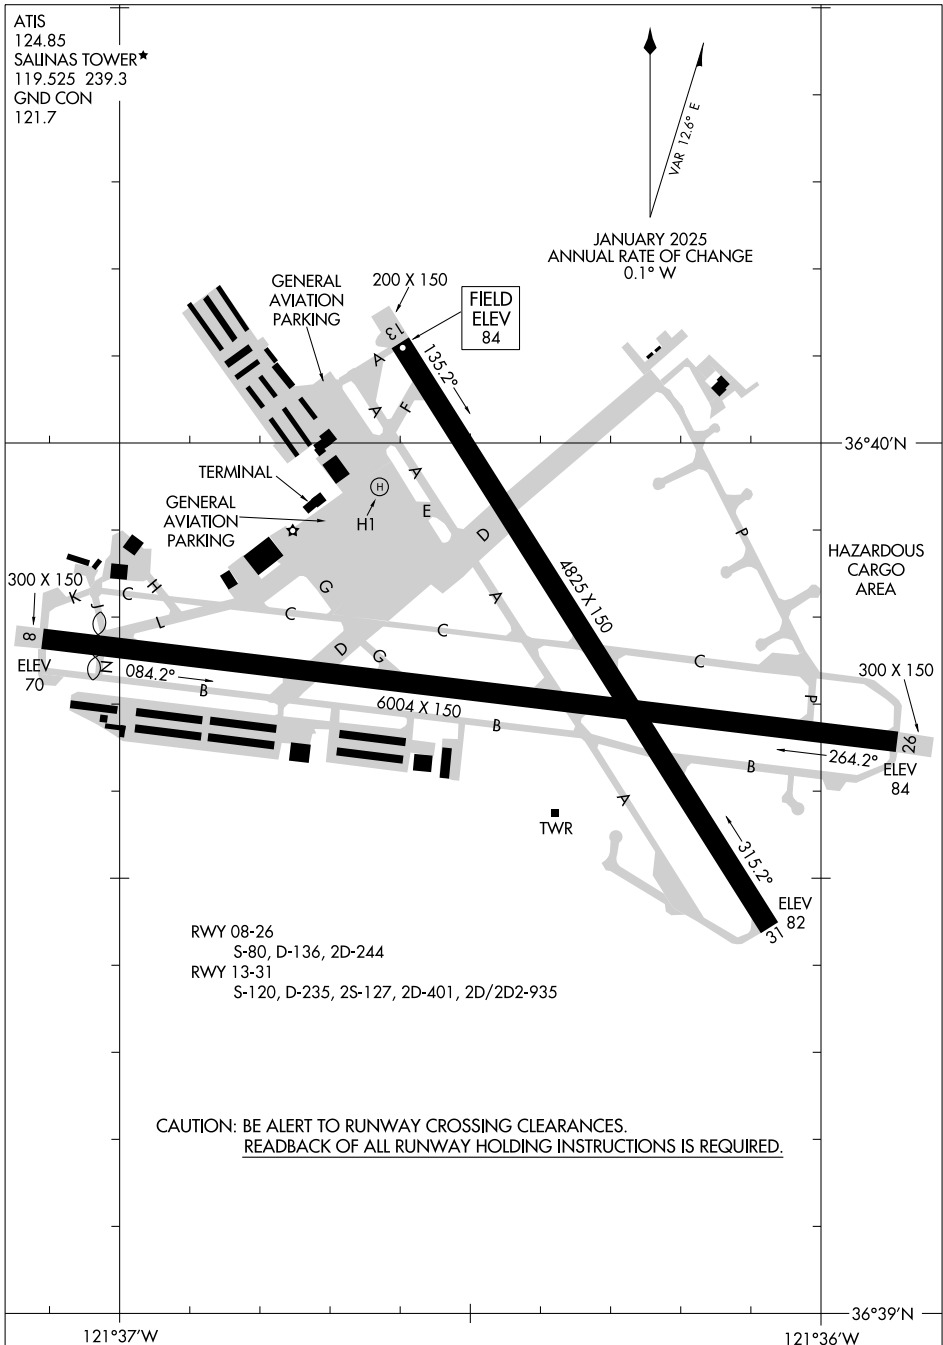 ATIS
124.85
SALINAS TOWER★
119.525 239.3
GND CON
121.7
VAR 12.6° E
JANUARY 2025
ANNUAL RATE OF CHANGE
0.1° W
GENERAL
AVIATION
PARKING
200 X 150
FIELD
ELEV
84
13
135.2°
A
A
F
A
36°40'N
TERMINAL
GENERAL
AVIATION
PARKING
H
H1
E
D
P
HAZARDOUS
CARGO
AREA
4825 X 150
300 X 150
K
J
C
H
L
G
C
A
C
D
G
C
8
ELEV
70
N
084.2°
B
6004 X 150
B
P
300 X 150
26
264.2°
ELEV
84
B
A
TWR
315.2°
ELEV
82
31
RWY 08-26
S-80, D-136, 2D-244
RWY 13-31
S-120, D-235, 2S-127, 2D-401, 2D/2D2-935
CAUTION: BE ALERT TO RUNWAY CROSSING CLEARANCES.
READBACK OF ALL RUNWAY HOLDING INSTRUCTIONS IS REQUIRED.
36°39'N
121°37'W
121°36'W